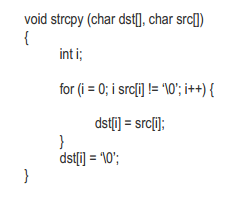 void strcpy (char dst[], char src[])
{
int i;
for (i = 0; i src[i] != '\0'; i++) {
dst[i] = src[i];
}
dst[i] = '\0';
}